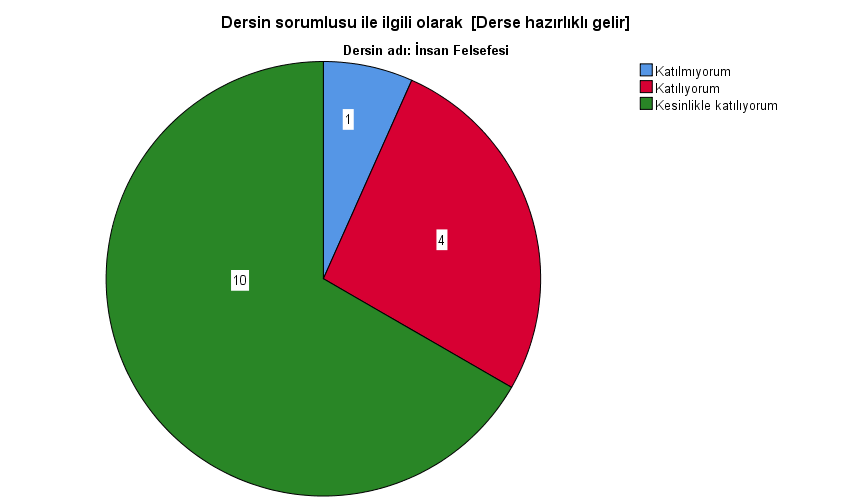 Dersin sorumlusu ile ilgili olarak [Derse hazırlıklı gelir]
Dersin adı: İnsan Felsefesi
Katılmıyorum
Katılıyorum
Kesinlikle katılıyorum
1
4
10